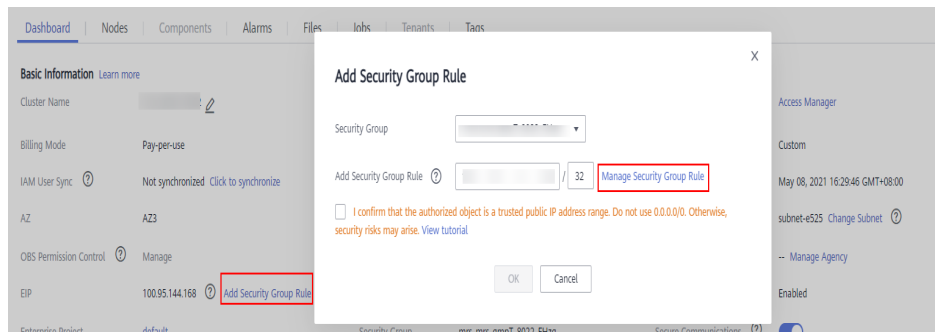 Dashboard Nodes Components Alarms Files Jobs Tenants Tags
X
Add Security Group Rule
Basic Information Learn more
Cluster Name Access Manager
Security Group
Billing Mode Pay-per-use Custom
Add Security Group Rule ? / 32 Manage Security Group Rule
IAM User Sync ? Not synchronized Click to synchronize May 08, 2021 16:29:46 GMT+08:00
I confirm that the authorized object is a trusted public IP address range. Do not use 0.0.0.0/0. Otherwise,
AZ AZ3 subnet-e525 Change Subnet ?
security risks may arise. View tutorial
OBS Permission Control ? Manage -- Manage Agency
OK Cancel
EIP 100.95.144.168 ? Add Security Group Rule Enabled
Enterprise Project default Security Group Secure Communications ?